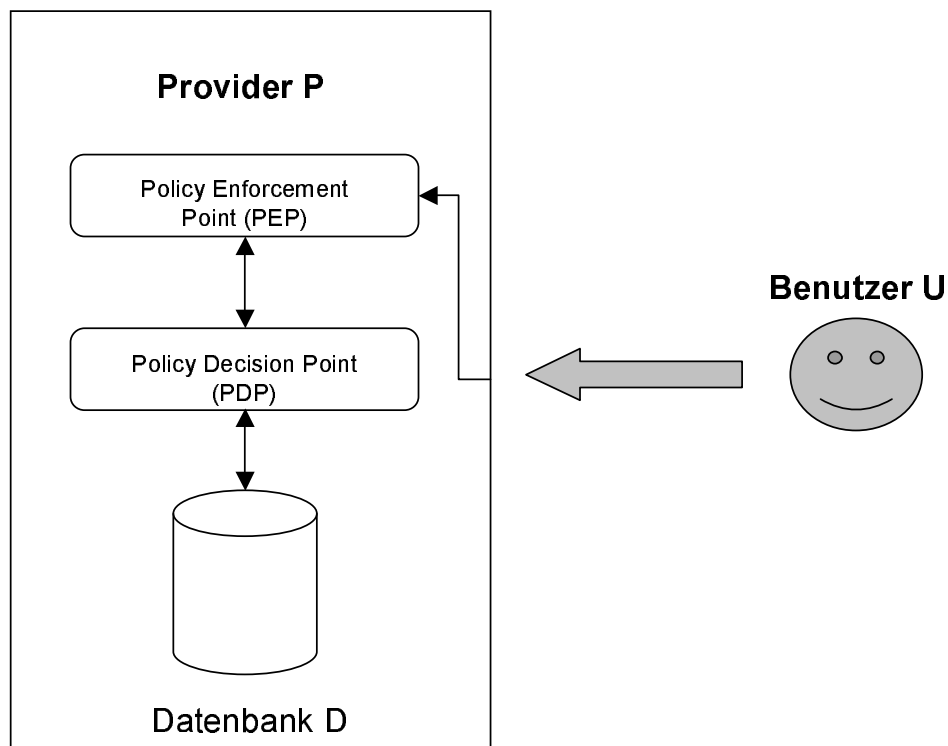 Provider P
Policy Enforcement
Point (PEP)
Benutzer U
Policy Decision Point
(PDP)
Datenbank D